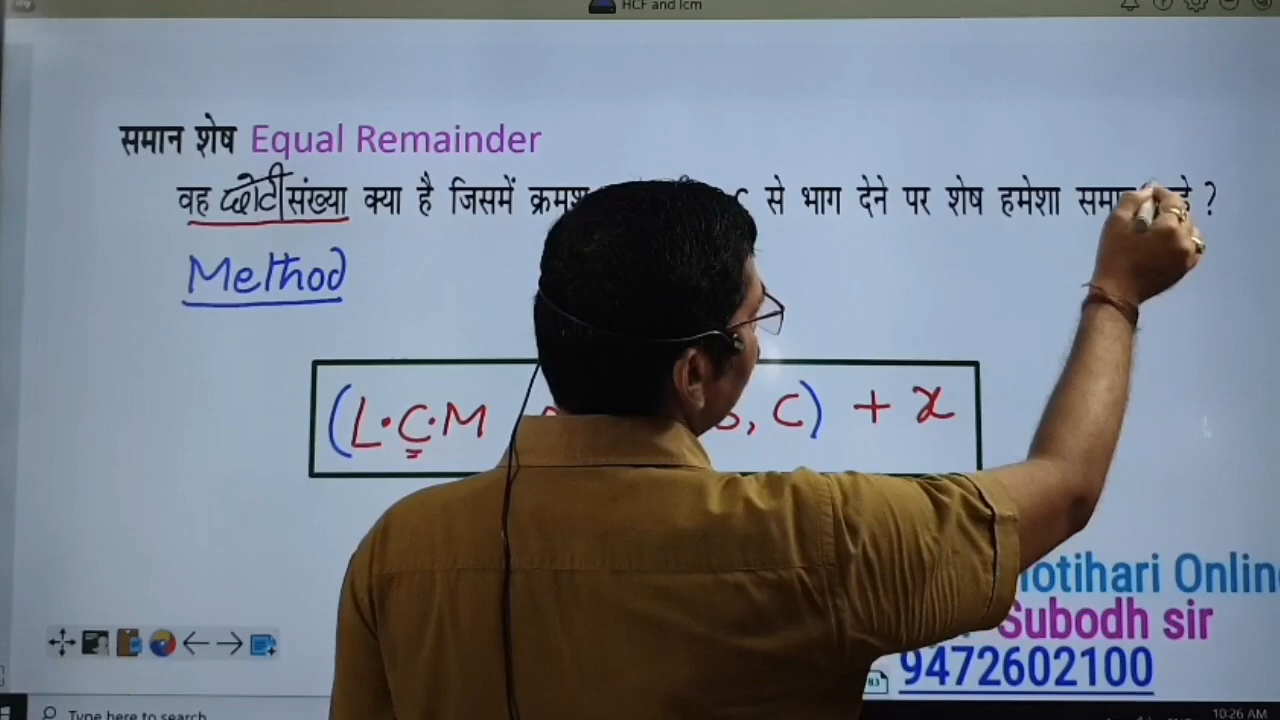 HCF and lcm
समान शेष Equal Remainder
वह छोटी संख्या क्या है जिसमें क्रमश से भाग देने पर शेष हमेशा ?
Method
(L.C.M , C) + x
Onlin
Subodh sir
9472602100
Type here to search
10:26 AM